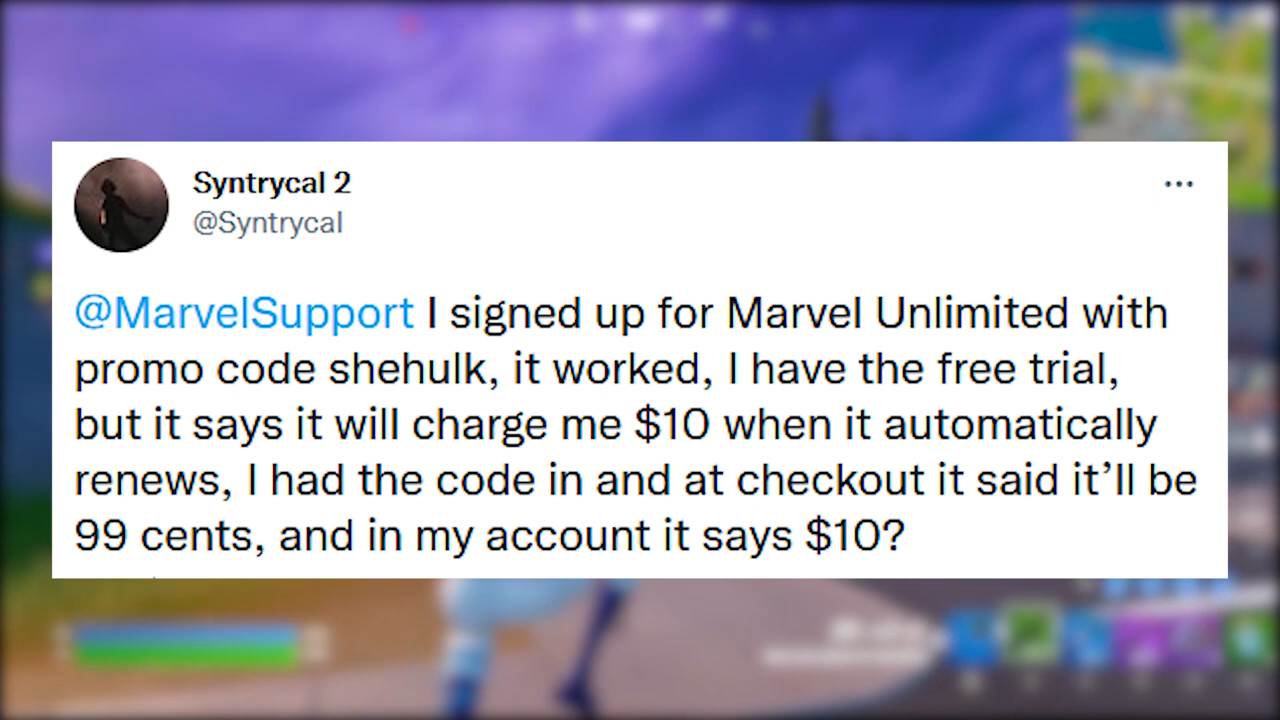 Syntrycal 2
@Syntrycal
@MarvelSupport I signed up for Marvel Unlimited with
promo code shehulk, it worked, I have the free trial,
but it says it will charge me $10 when it automatically
renews, I had the code in and at checkout it said it’ll be
99 cents, and in my account it says $10?